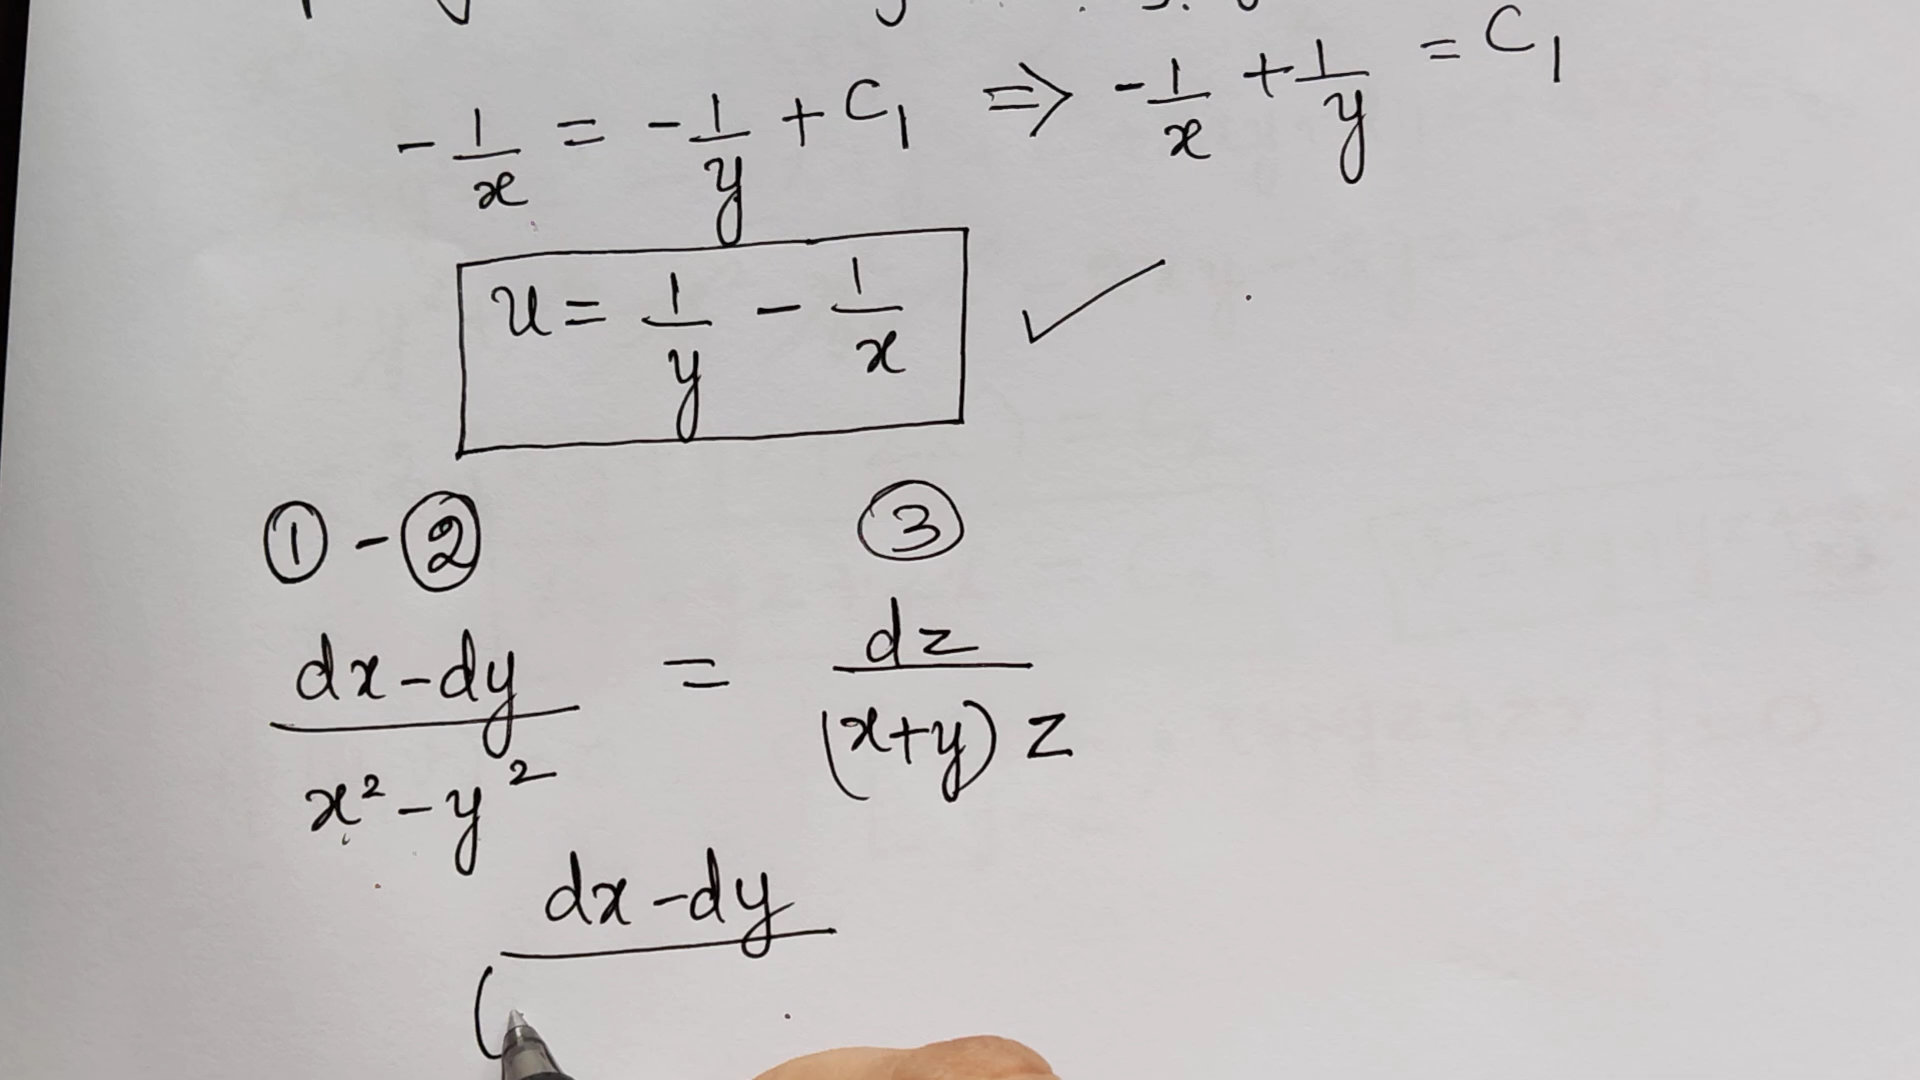 -1/x = -1/y + C₁ ⇒ -1/x + 1/y = C₁
u = 1/y - 1/x ✓
① - ② ③
dx-dy/x²-y² = dz/(x+y) z
dx-dy/(